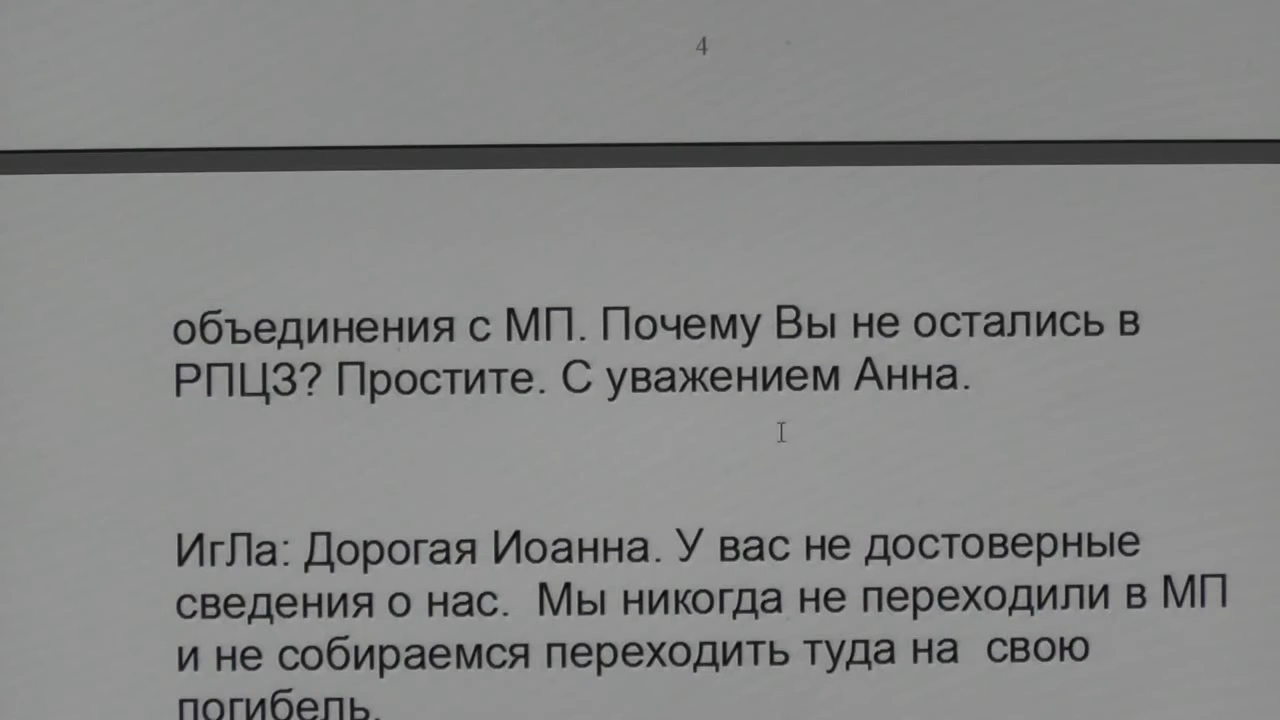 4
объединения с МП. Почему Вы не остались в
РПЦЗ? Простите. С уважением Анна.
ИгЛа: Дорогая Иоанна. У вас не достоверные
сведения о нас.  Мы никогда не переходили в МП
и не собираемся переходить туда на  свою
погибель.